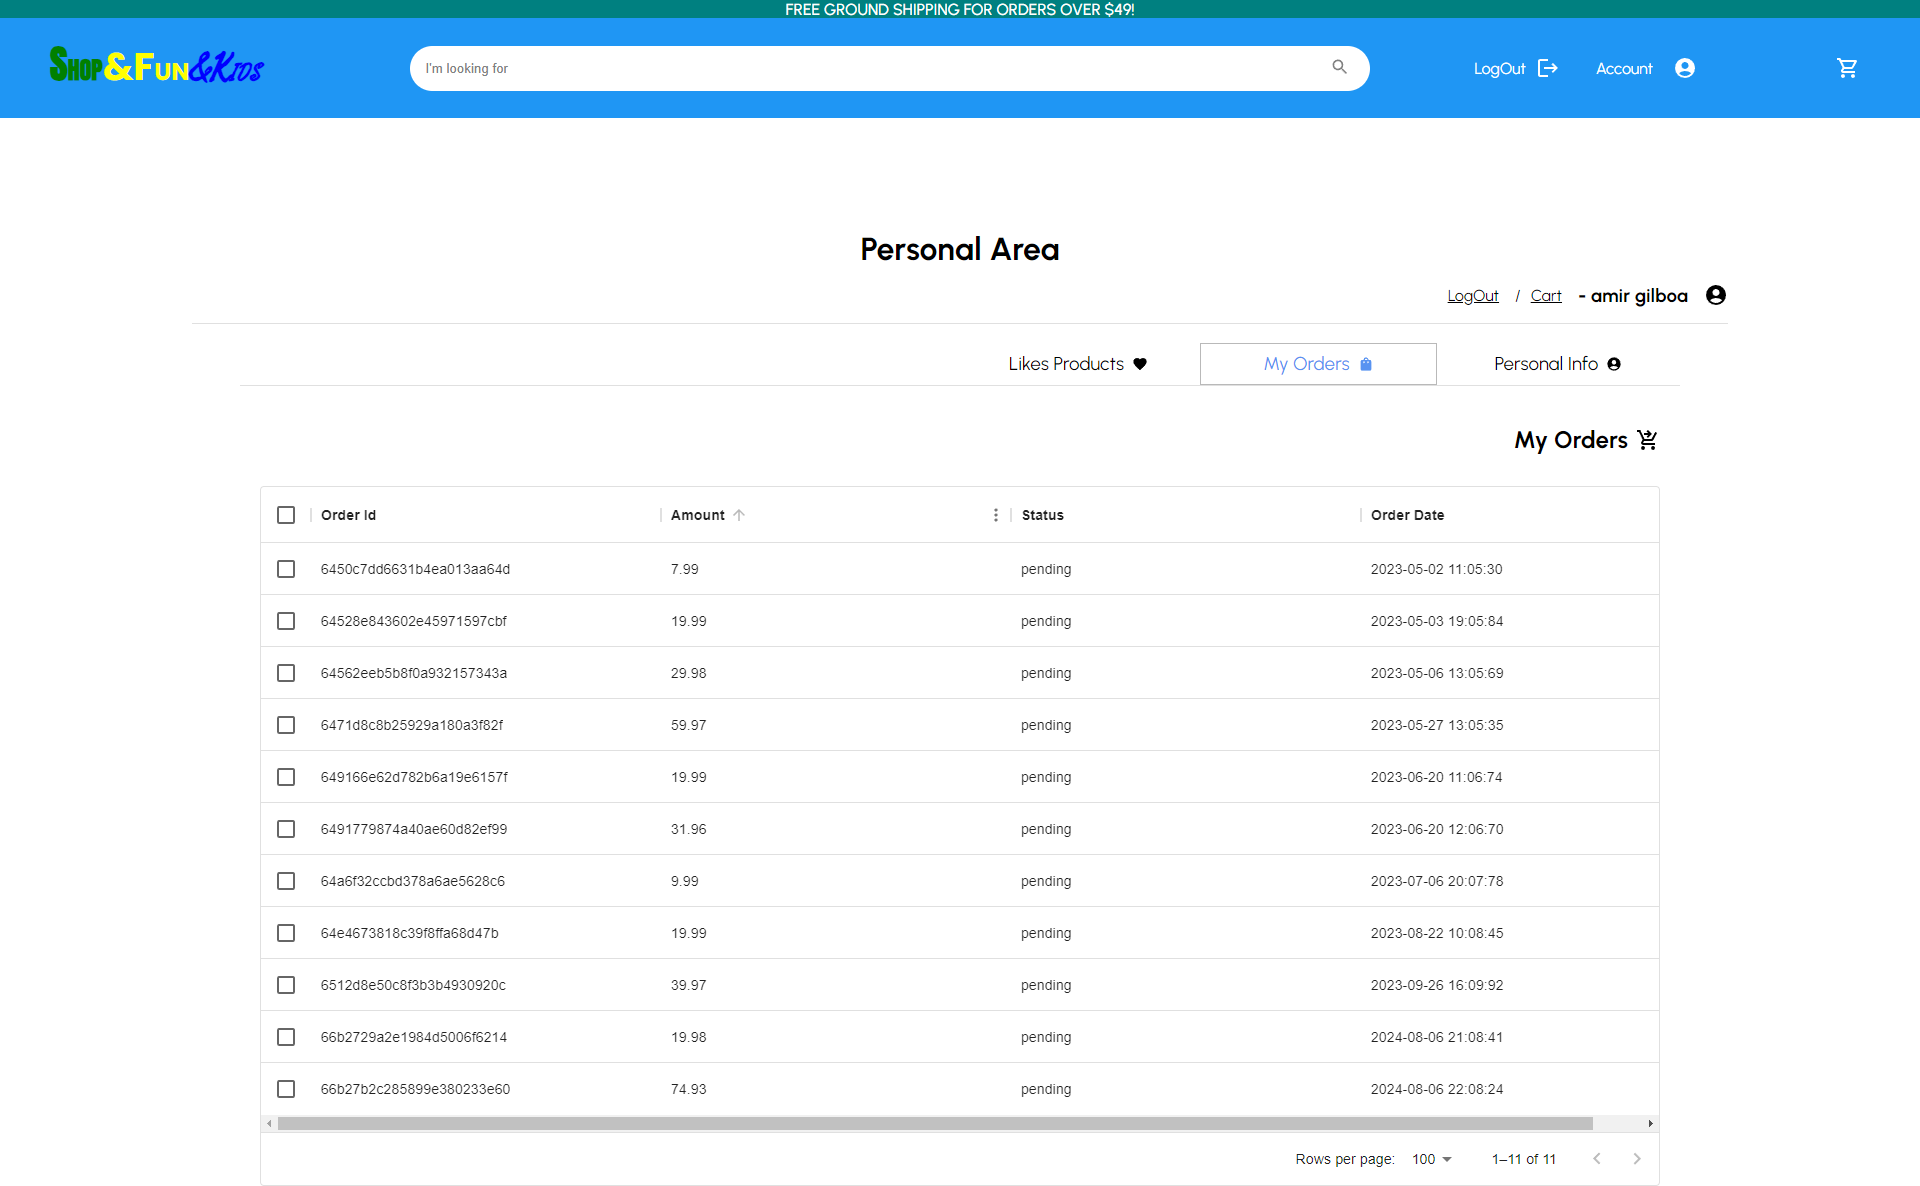 FREE GROUND SHIPPING FOR ORDERS OVER $49!
Shop&Fun&Kids
I'm looking for
LogOut
Account
Personal Area
LogOut / Cart - amir gilboa
Likes Products
My Orders
Personal Info
My Orders
Order Id Amount Status Order Date
6450c7dd6631b4ea013aa64d 7.99 pending 2023-05-02 11:05:30
64528e843602e45971597cbf 19.99 pending 2023-05-03 19:05:84
64562eeb5b8f0a932157343a 29.98 pending 2023-05-06 13:05:69
6471d8c8b25929a180a3f82f 59.97 pending 2023-05-27 13:05:35
649166e62d782b6a19e6157f 19.99 pending 2023-06-20 11:06:74
6491779874a40ae60d82ef99 31.96 pending 2023-06-20 12:06:70
64a6f32ccbd378a6ae5628c6 9.99 pending 2023-07-06 20:07:78
64e4673818c39f8ffa68d47b 19.99 pending 2023-08-22 10:08:45
6512d8e50c8f3b3b4930920c 39.97 pending 2023-09-26 16:09:92
66b2729a2e1984d5006f6214 19.98 pending 2024-08-06 21:08:41
66b27b2c285899e380233e60 74.93 pending 2024-08-06 22:08:24
Rows per page: 100 1–11 of 11